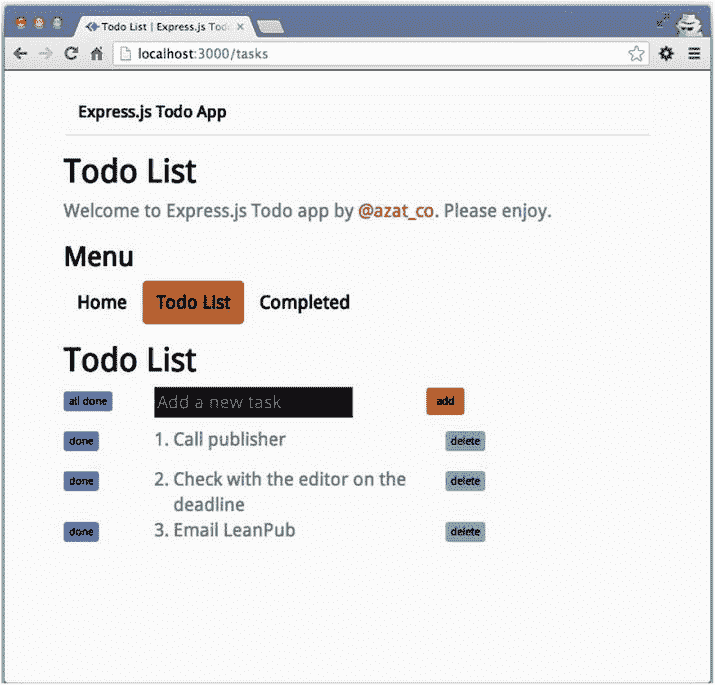 Todo List | Express.js Tod
localhost:3000/tasks
Express.js Todo App
Todo List
Welcome to Express.js Todo app by @azat_co. Please enjoy.
Menu
Home Todo List Completed
Todo List
all done Add a new task add
done 1. Call publisher delete
done 2. Check with the editor on the delete
deadline
done 3. Email LeanPub delete